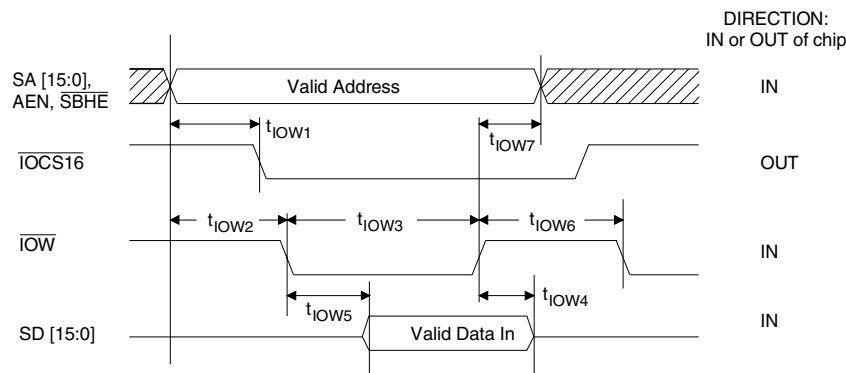 DIRECTION:
IN or OUT of chip
SA [15:0],
AEN, SBHE
Valid Address
IN
tIOW1
tIOW7
IOCS16
OUT
tIOW2
tIOW3
tIOW6
IOW
IN
tIOW5
tIOW4
SD [15:0]
Valid Data In
IN